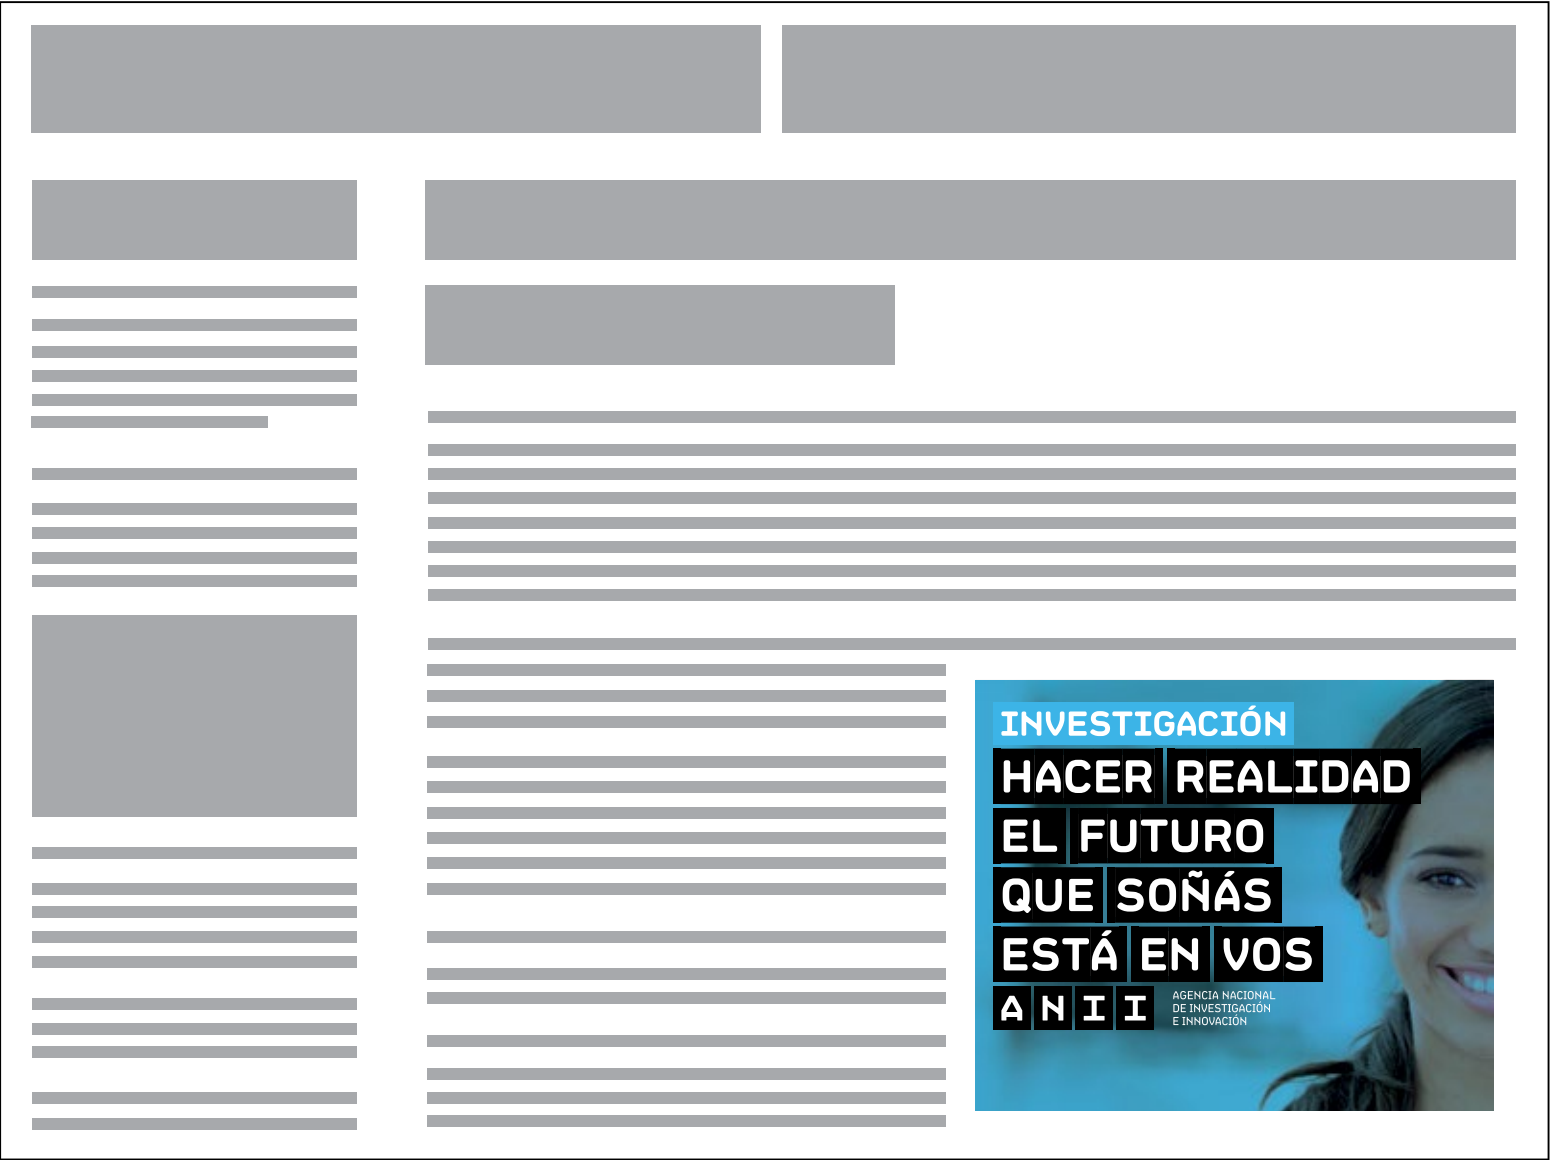 INVESTIGACIÓN
HACER REALIDAD
EL FUTURO
QUE SOÑÁS
ESTÁ EN VOS
ANII
AGENCIA NACIONAL
DE INVESTIGACIÓN
E INNOVACIÓN